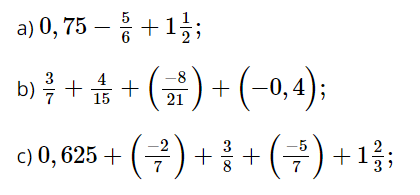 a) 0,75 − 5/6 + 1 1/2;
b) 3/7 + 4/15 + (−8/21) + (−0,4);
c) 0,625 + (−2/7) + 3/8 + (−5/7) + 1 2/3;